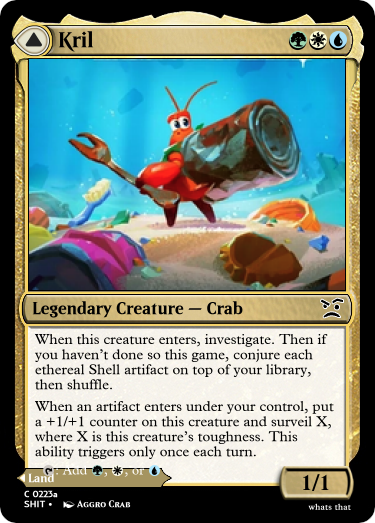 Kril
Legendary Creature — Crab
When this creature enters, investigate. Then if
you haven't done so this game, conjure each
ethereal Shell artifact on top of your library,
then shuffle.
When an artifact enters under your control, put
a +1/+1 counter on this creature and surveil X,
where X is this creature's toughness. This
ability triggers only once each turn.
: Add , , or
Land
1/1
C 0223a
SHIT • Aggro Crab
whats that